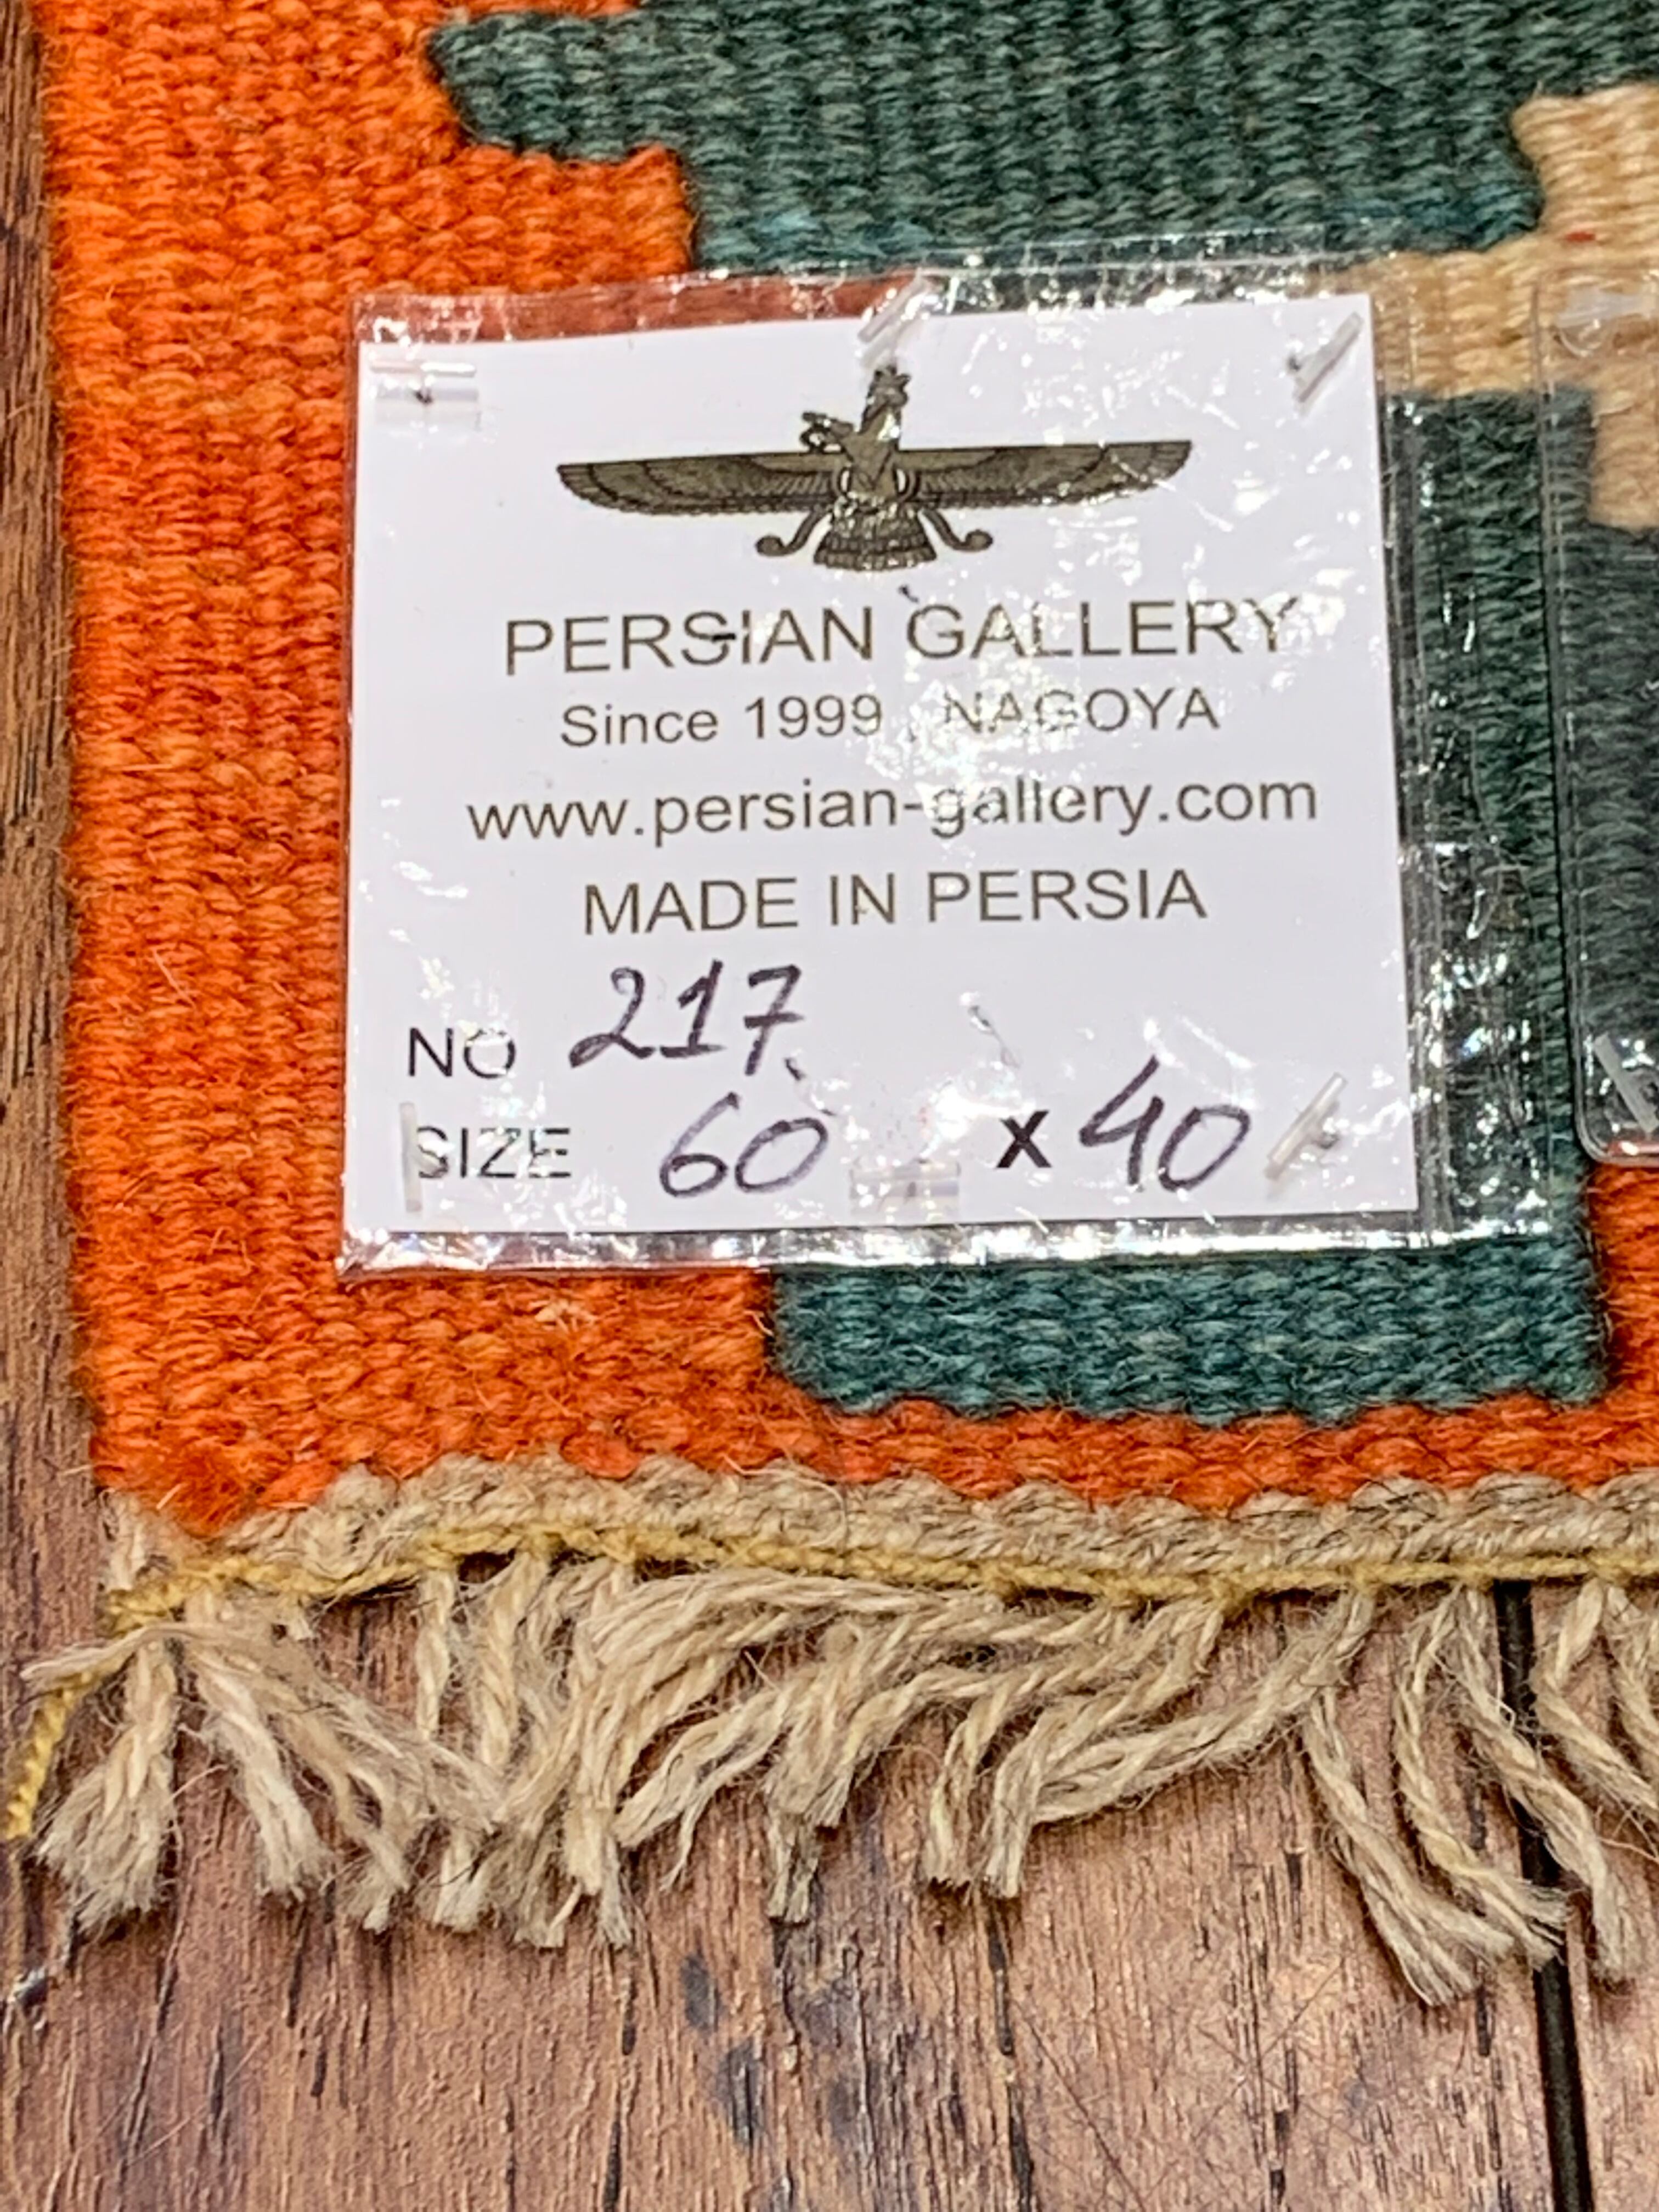 PERSIAN GALLERY
Since 1999 , NAGOYA
www.persian-gallery.com
MADE IN PERSIA
NO 217.
SIZE 60 x 40